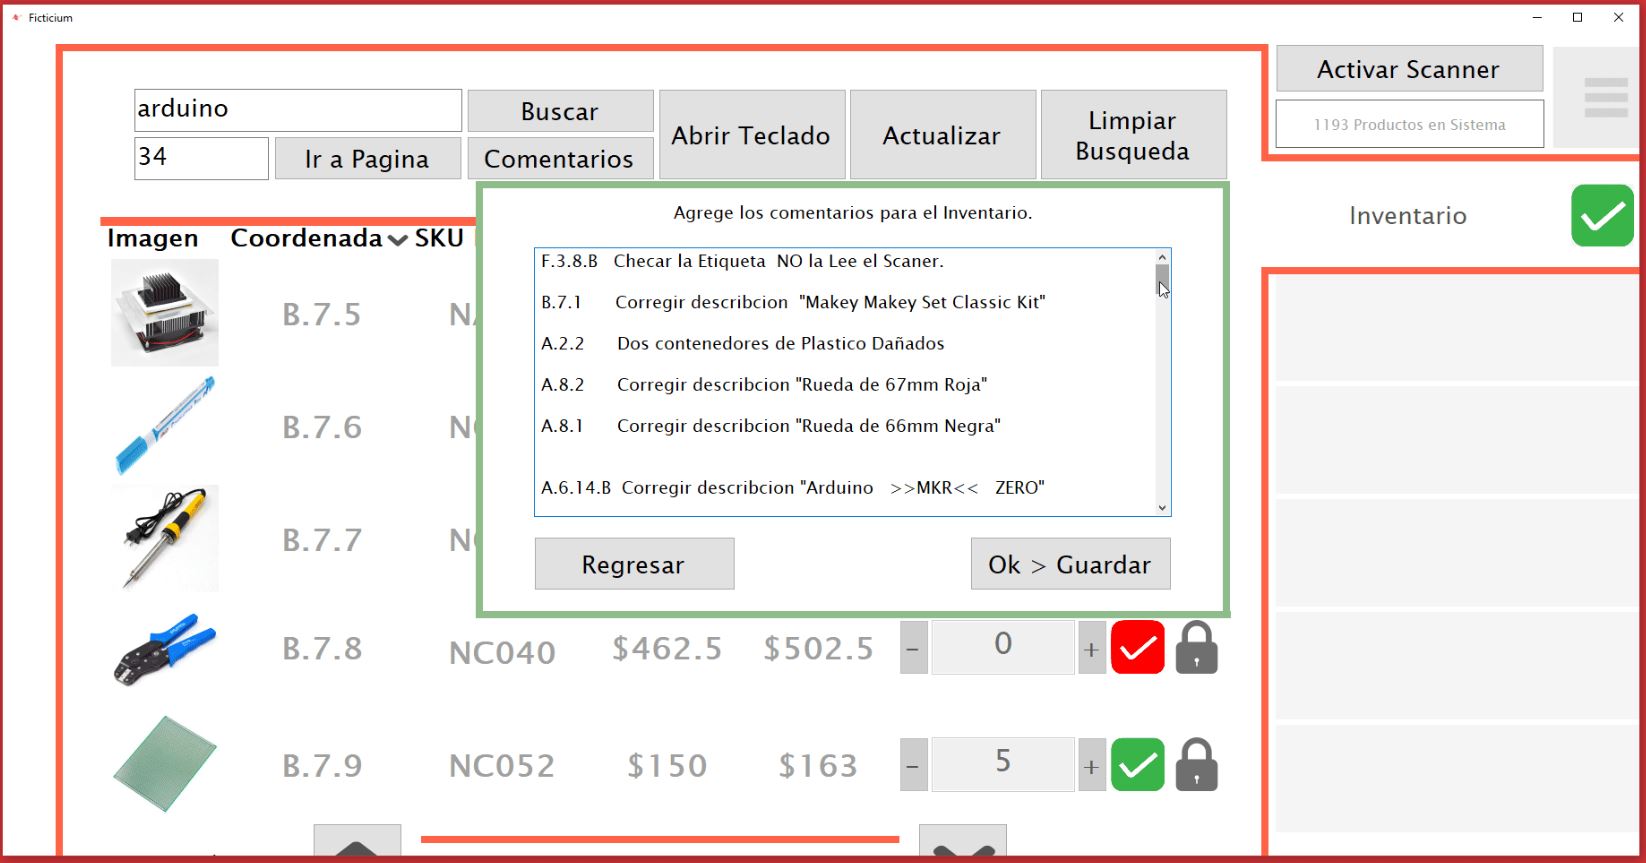 Ficticium
Activar Scanner
arduino
Buscar
Abrir Teclado
Actualizar
Limpiar
Busqueda
1193 Productos en Sistema
34
Ir a Pagina
Comentarios
Agrege los comentarios para el Inventario.
Inventario
Imagen
Coordenada
SKU
F.3.8.B Checar la Etiqueta NO la Lee el Scaner.
B.7.1 Corregir describcion "Makey Makey Set Classic Kit"
A.2.2 Dos contenedores de Plastico Dañados
A.8.2 Corregir describcion "Rueda de 67mm Roja"
A.8.1 Corregir describcion "Rueda de 66mm Negra"
A.6.14.B Corregir describcion "Arduino >>MKR<< ZERO"
Regresar
Ok > Guardar
B.7.5
B.7.6
B.7.7
B.7.8 NC040 $462.5 $502.5 - 0 +
B.7.9 NC052 $150 $163 - 5 +